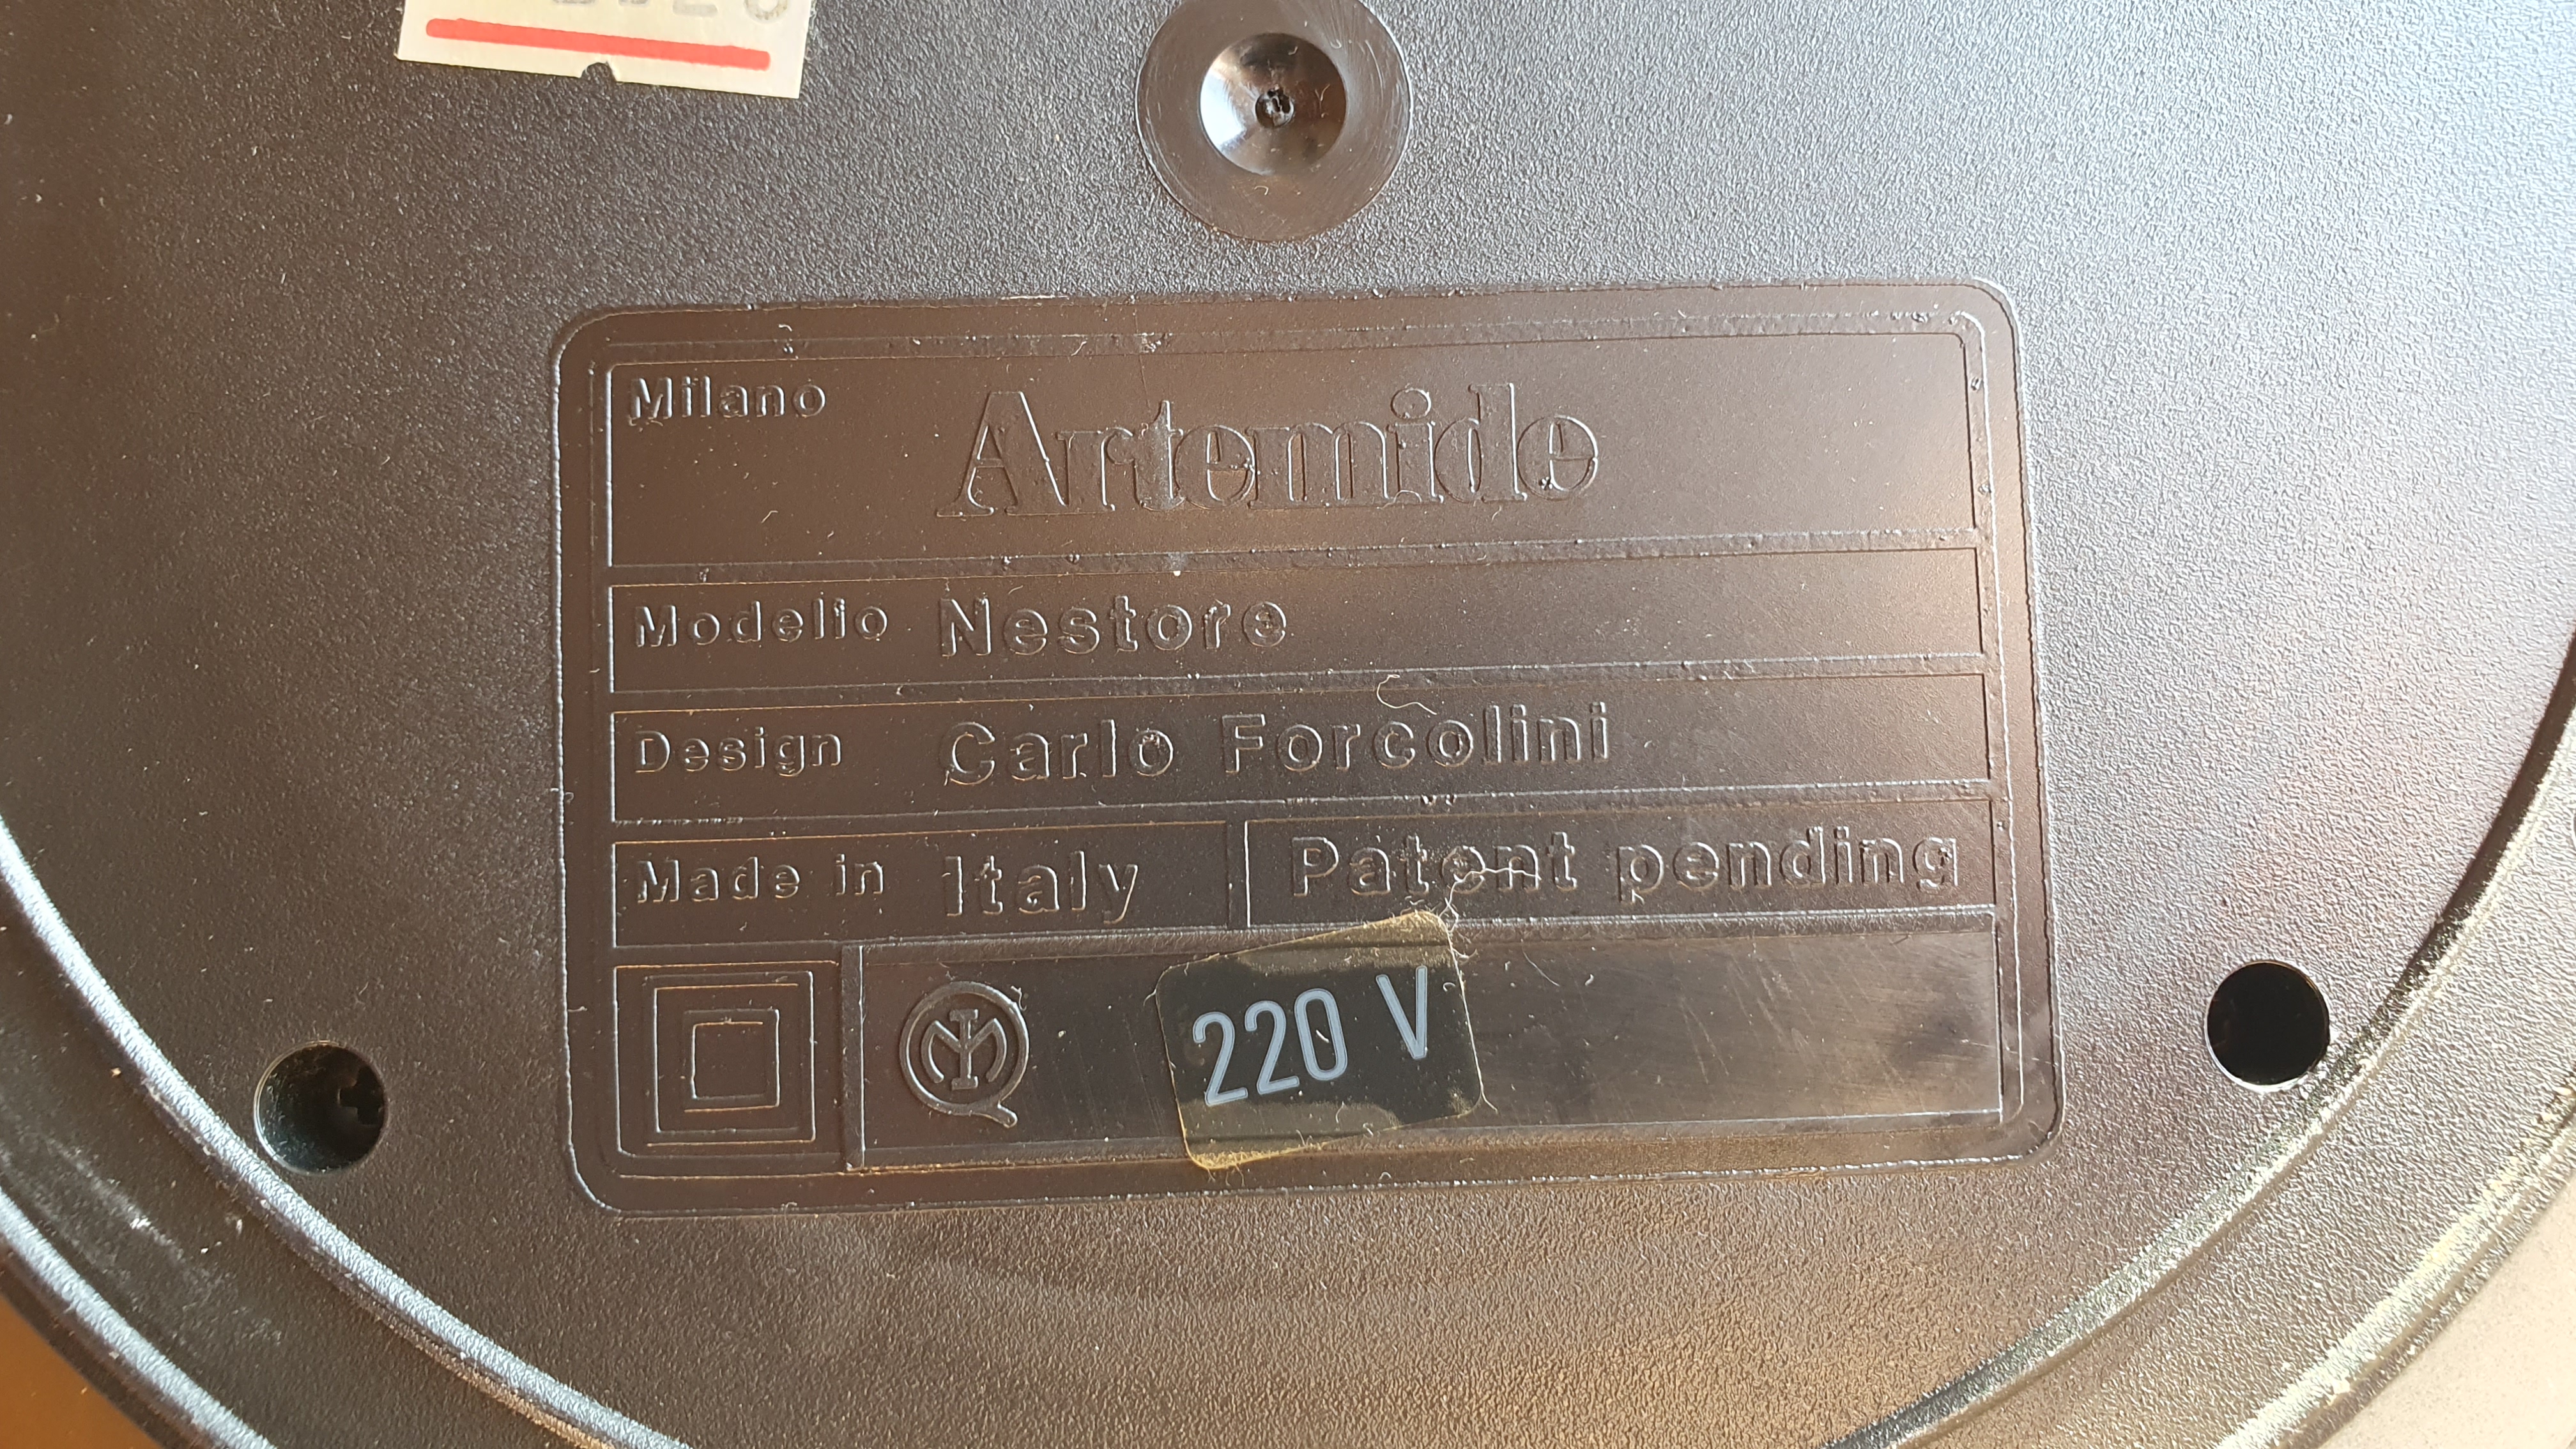 Milano
Artemide
Modello Nestore
Design Carlo Forcolini
Made in Italy Patent pending
220 V